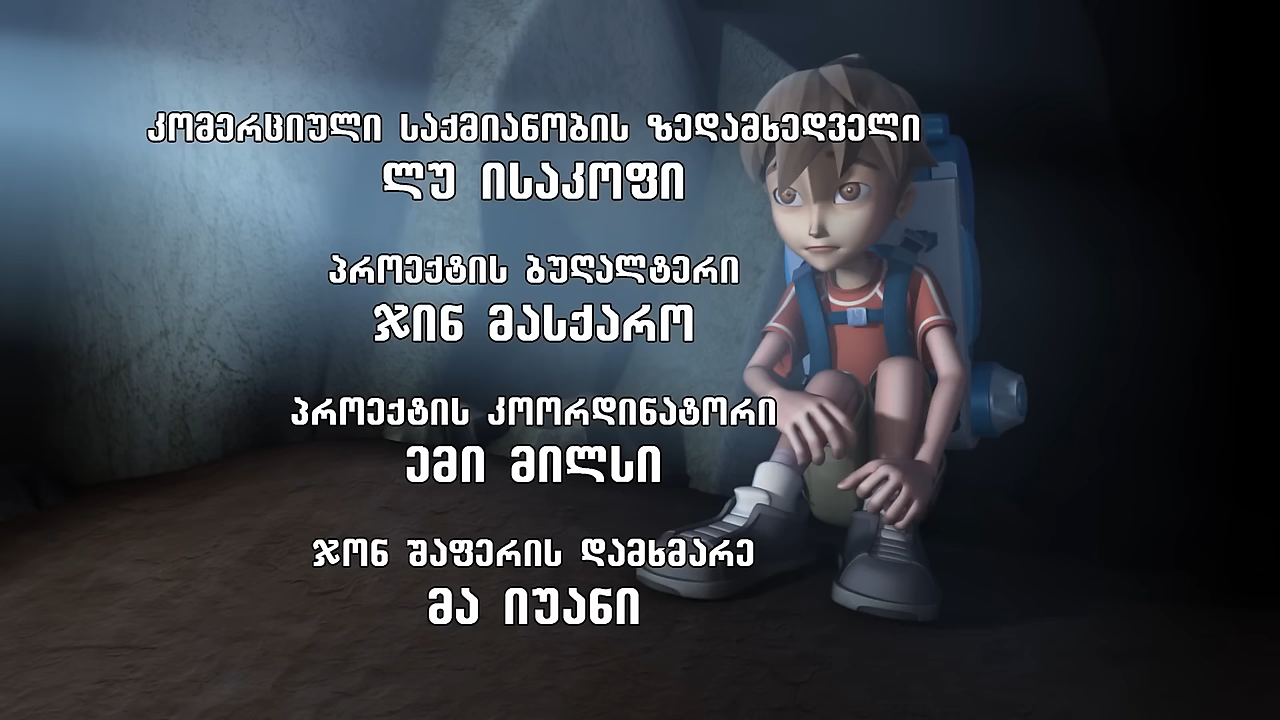 კომერციული საქმიანობის ზედამხედველი
ლუ ისაკოფი
პროექტის ბუღალტერი
ჯინ მასქარო
პროექტის კოორდინატორი
ემი მილსი
ჯონ შაფერის დამხმარე
მა იუანი